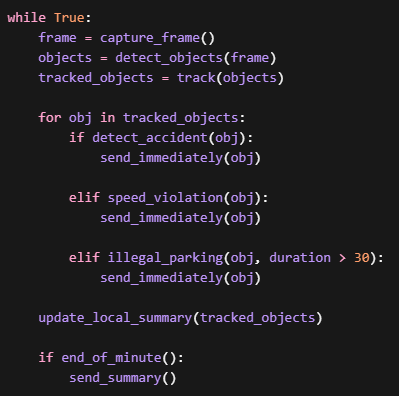 while True:
    frame = capture_frame()
    objects = detect_objects(frame)
    tracked_objects = track(objects)

    for obj in tracked_objects:
        if detect_accident(obj):
            send_immediately(obj)

        elif speed_violation(obj):
            send_immediately(obj)

        elif illegal_parking(obj, duration > 30):
            send_immediately(obj)

    update_local_summary(tracked_objects)

    if end_of_minute():
        send_summary()